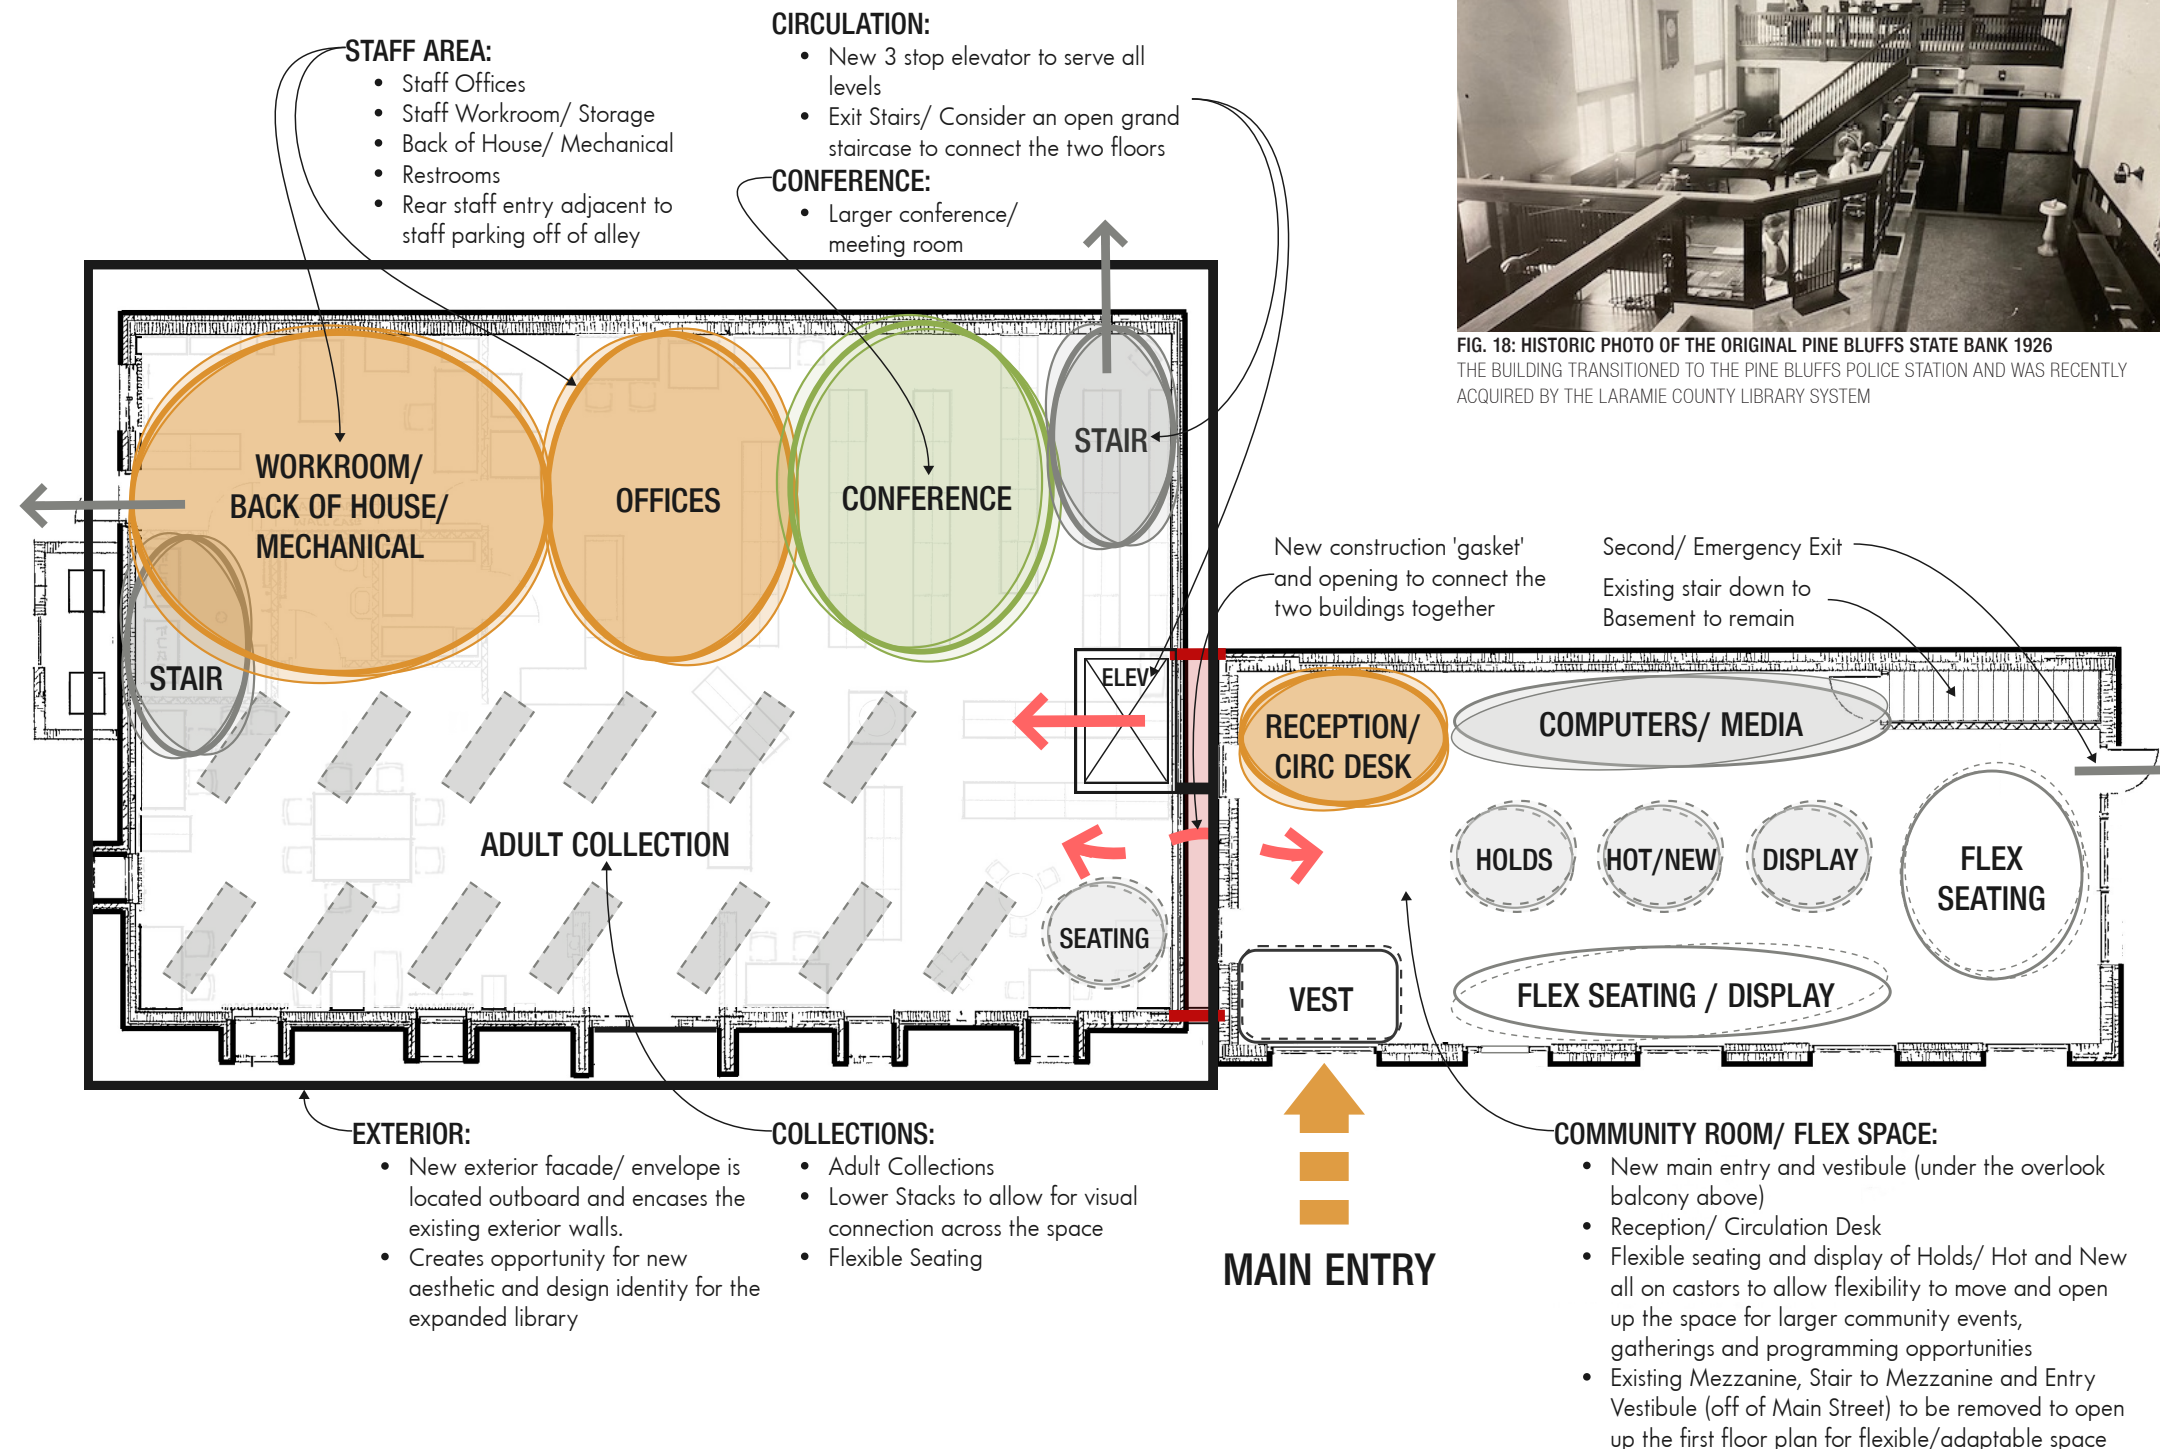 STAFF AREA:
• Staff Offices
• Staff Workroom/ Storage
• Back of House/ Mechanical
• Restrooms
• Rear staff entry adjacent to
staff parking off of alley
CIRCULATION:
• New 3 stop elevator to serve all
levels
• Exit Stairs/ Consider an open grand
staircase to connect the two floors
CONFERENCE:
• Larger conference/
meeting room
FIG. 18: HISTORIC PHOTO OF THE ORIGINAL PINE BLUFFS STATE BANK 1926
THE BUILDING TRANSITIONED TO THE PINE BLUFFS POLICE STATION AND WAS RECENTLY
ACQUIRED BY THE LARAMIE COUNTY LIBRARY SYSTEM
WORKROOM/
BACK OF HOUSE/
MECHANICAL
OFFICES
CONFERENCE
STAIR
STAIR
ELEV
New construction 'gasket'
and opening to connect the
two buildings together
Second/ Emergency Exit
Existing stair down to
Basement to remain
RECEPTION/
CIRC DESK
COMPUTERS/ MEDIA
ADULT COLLECTION
HOLDS
HOT/NEW
DISPLAY
FLEX
SEATING
SEATING
VEST
FLEX SEATING / DISPLAY
EXTERIOR:
• New exterior facade/ envelope is
located outboard and encases the
existing exterior walls.
• Creates opportunity for new
aesthetic and design identity for the
expanded library
COLLECTIONS:
• Adult Collections
• Lower Stacks to allow for visual
connection across the space
• Flexible Seating
MAIN ENTRY
COMMUNITY ROOM/ FLEX SPACE:
• New main entry and vestibule (under the overlook
balcony above)
• Reception/ Circulation Desk
• Flexible seating and display of Holds/ Hot and New
all on castors to allow flexibility to move and open
up the space for larger community events,
gatherings and programming opportunities
• Existing Mezzanine, Stair to Mezzanine and Entry
Vestibule (off of Main Street) to be removed to open
up the first floor plan for flexible/adaptable space